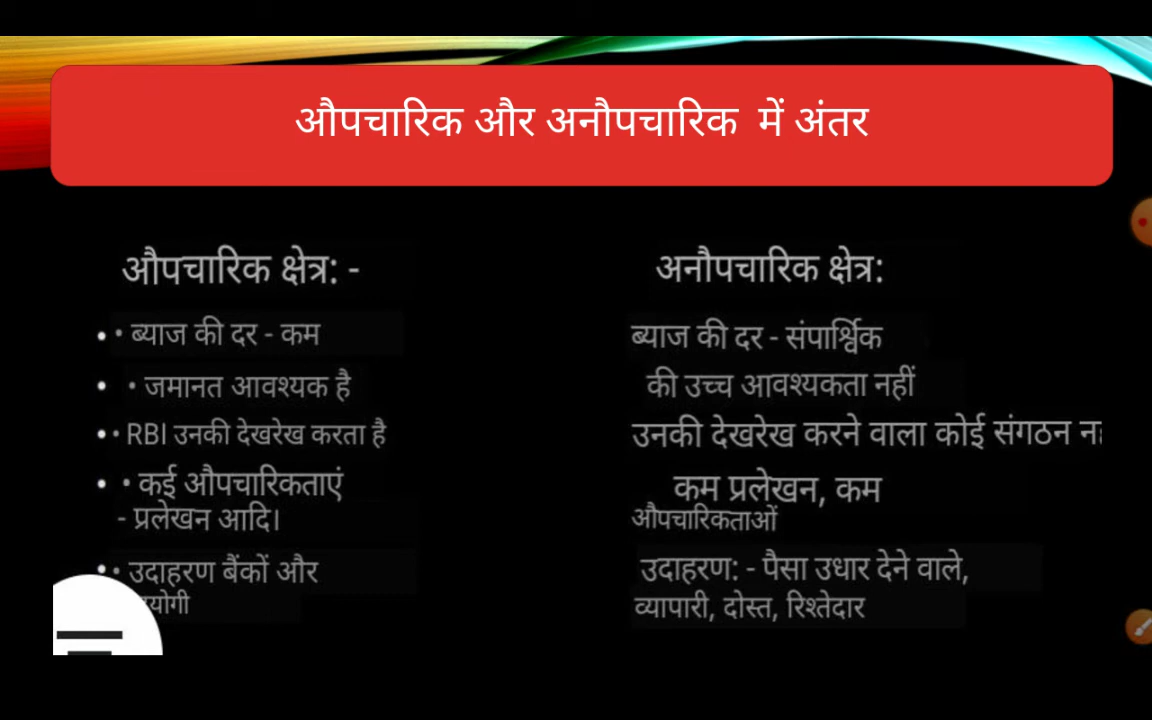 औपचारिक और अनौपचारिक में अंतर
औपचारिक क्षेत्र: -
• • ब्याज की दर - कम
• • जमानत आवश्यक है
• • RBI उनकी देखरेख करता है
• • कई औपचारिकताएं
- प्रलेखन आदि।
• • उदाहरण बैंकों और
अनौपचारिक क्षेत्र:
ब्याज की दर - संपार्श्विक
की उच्च आवश्यकता नहीं
उनकी देखरेख करने वाला कोई संगठन
कम प्रलेखन, कम
औपचारिकताओं
उदाहरण: - पैसा उधार देने वाले,
व्यापारी, दोस्त, रिश्तेदार